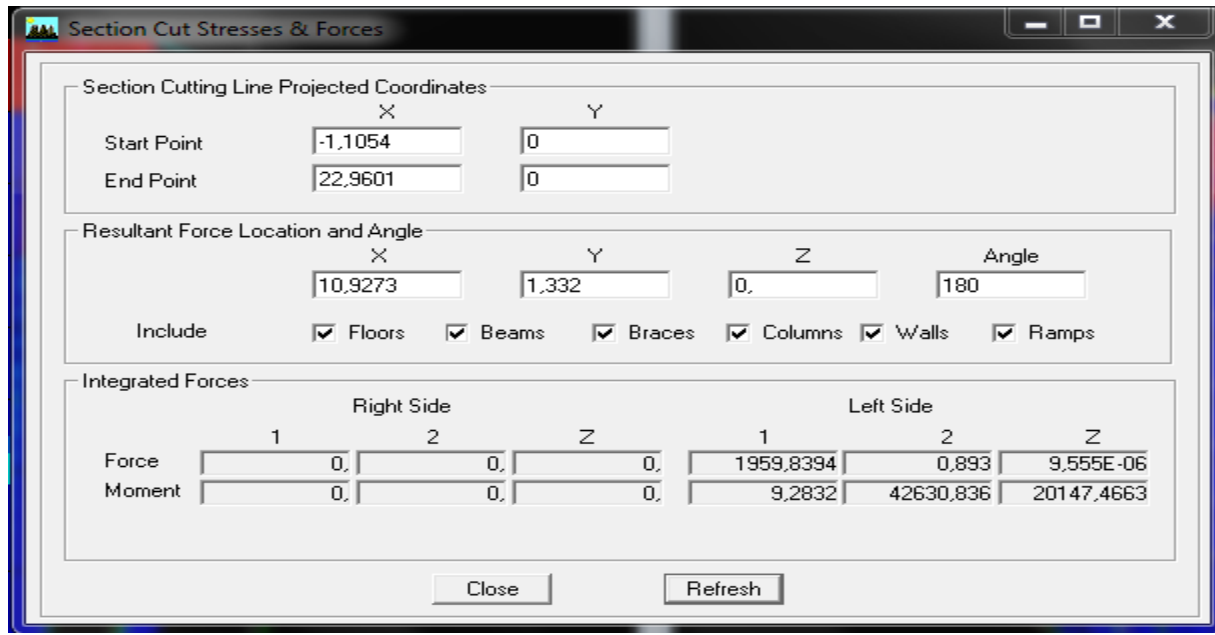 Section Cut Stresses & Forces
Section Cutting Line Projected Coordinates
X Y
Start Point -1,1054 0
End Point 22,9601 0
Resultant Force Location and Angle
X Y Z Angle
10,9273 1,332 0, 180
Include Floors Beams Braces Columns Walls Ramps
Integrated Forces
Right Side Left Side
1 2 Z 1 2 Z
Force 0, 0, 0, 1959,8394 0,893 9,555E-06
Moment 0, 0, 0, 9,2832 42630,836 20147,4663
Close Refresh